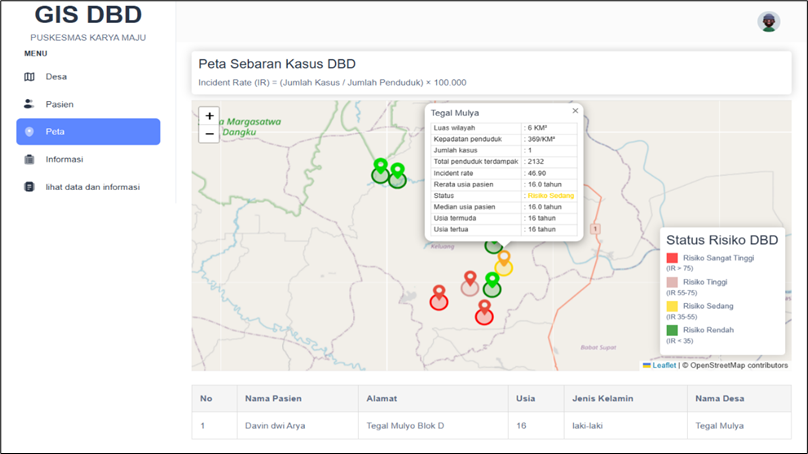 GIS DBD
PUSKESMAS KARYA MAJU
MENU
Desa
Pasien
Peta
Informasi
lihat data dan informasi
Peta Sebaran Kasus DBD
Incident Rate (IR) = (Jumlah Kasus / Jumlah Penduduk) × 100.000
+
−
a Margasatwa
Dangku
Tegal Mulya ×
Luas wilayah : 6 KM²
Kepadatan penduduk : 369/KM²
Jumlah kasus : 1
Total penduduk terdampak : 2132
Incident rate : 46.90
Rerata usia pasien : 16.0 tahun
Status : Risiko Sedang
Median usia pasien : 16.0 tahun
Usia termuda : 16 tahun
Usia tertua : 16 tahun
Keluang
1
Babat Supat
Status Risiko DBD
Risiko Sangat Tinggi
(IR > 75)
Risiko Tinggi
(IR 55-75)
Risiko Sedang
(IR 35-55)
Risiko Rendah
(IR < 35)
Leaflet | © OpenStreetMap contributors
No Nama Pasien Alamat Usia Jenis Kelamin Nama Desa
1 Davin dwi Arya Tegal Mulyo Blok D 16 laki-laki Tegal Mulya